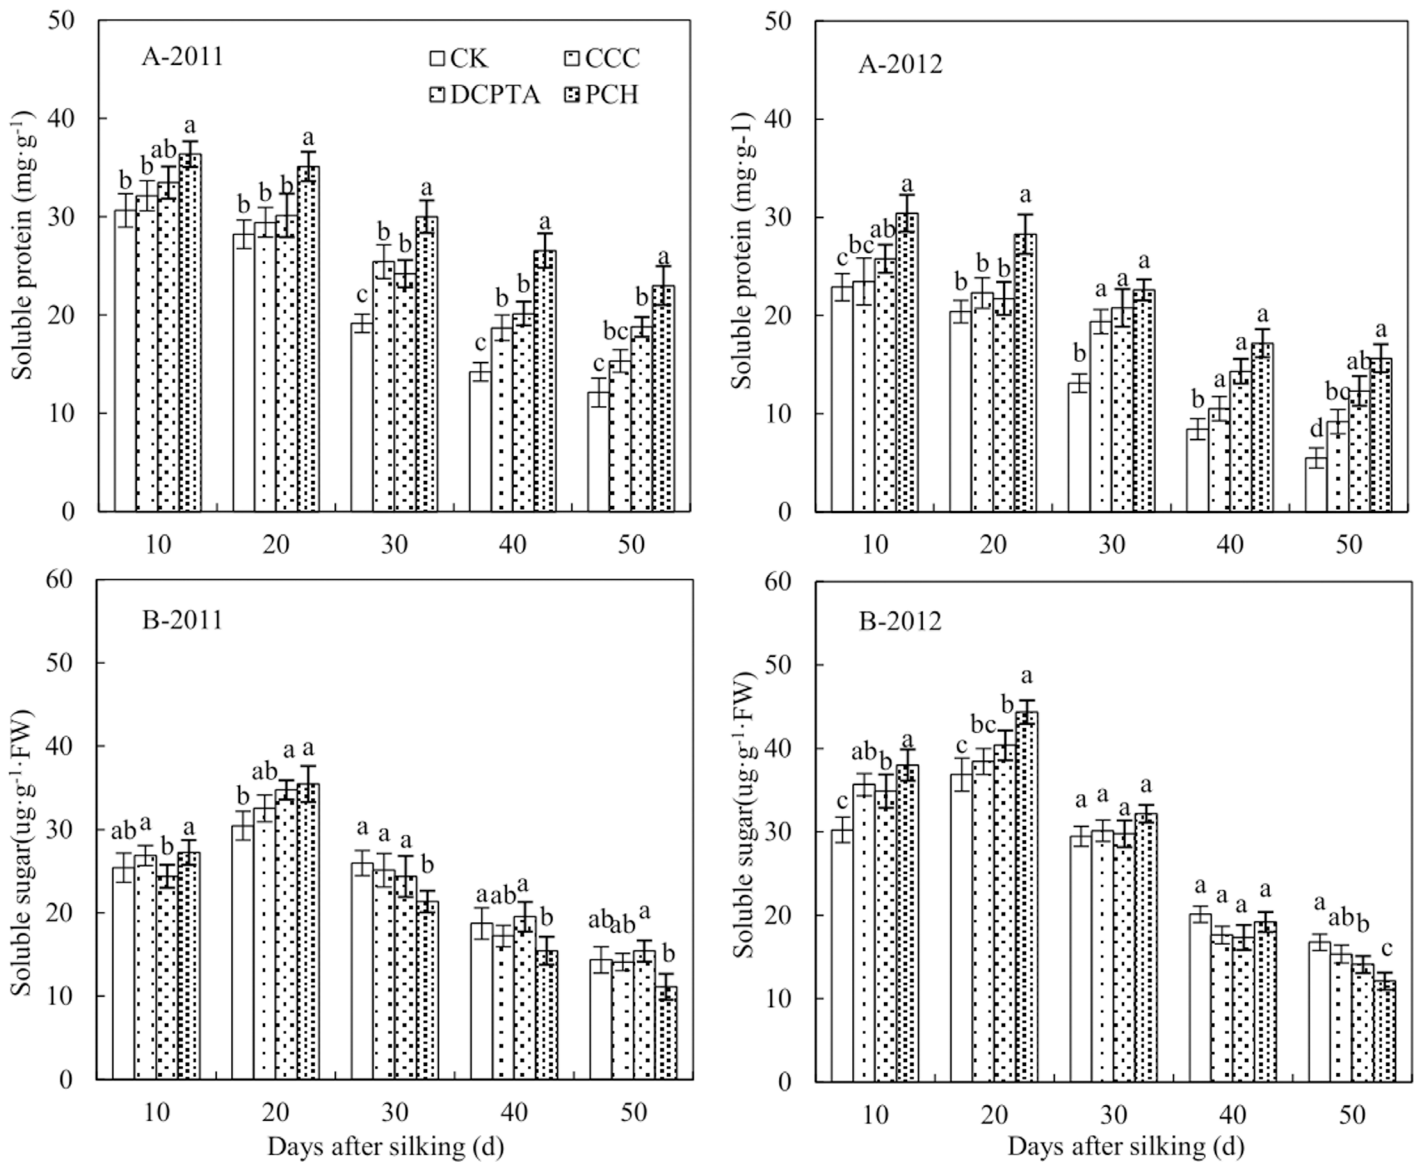 A-2011
CK CCC
DCPTA PCH
Soluble protein (mg·g⁻¹)
50
40
30
20
10
0
b b ab a
b b b a
c b b a
c b b a
c bc b a
10 20 30 40 50
A-2012
Soluble protein (mg·g-1)
50
40
30
20
10
0
c bc ab a
b b b a
b a a a
b a a a
d bc ab a
10 20 30 40 50
B-2011
Soluble sugar(ug·g⁻¹·FW)
60
50
40
30
20
10
0
ab a b a
b ab a a
a a a b
a ab a b
ab ab a b
10 20 30 40 50
Days after silking (d)
B-2012
Soluble sugar(ug·g⁻¹·FW)
60
50
40
30
20
10
0
c ab b a
c bc b a
a a a a
a a a a
a ab b c
10 20 30 40 50
Days after silking (d)